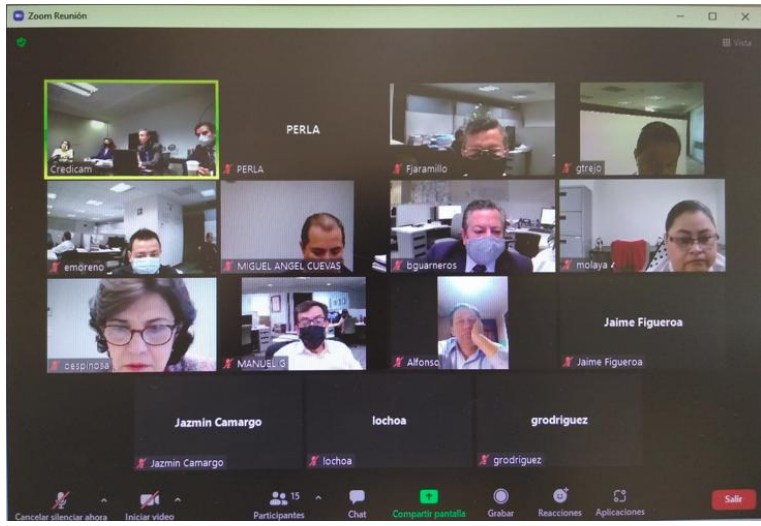 Zoom Reunión
Vista
Credicam
PERLA
PERLA
Fjaramillo
gtrejo
emoreno
MIGUEL ANGEL CUEVAS
bguarneros
molaya
oespinosa
MANUEL G.
Alfonso
Jaime Figueroa
Jaime Figueroa
Jazmin Camargo
Jazmin Camargo
lochoa
lochoa
grodriguez
grodriguez
Cancelar silenciar ahora
Iniciar video
15
Participantes
Chat
Compartir pantalla
Grabar
Reacciones
Aplicaciones
Salir